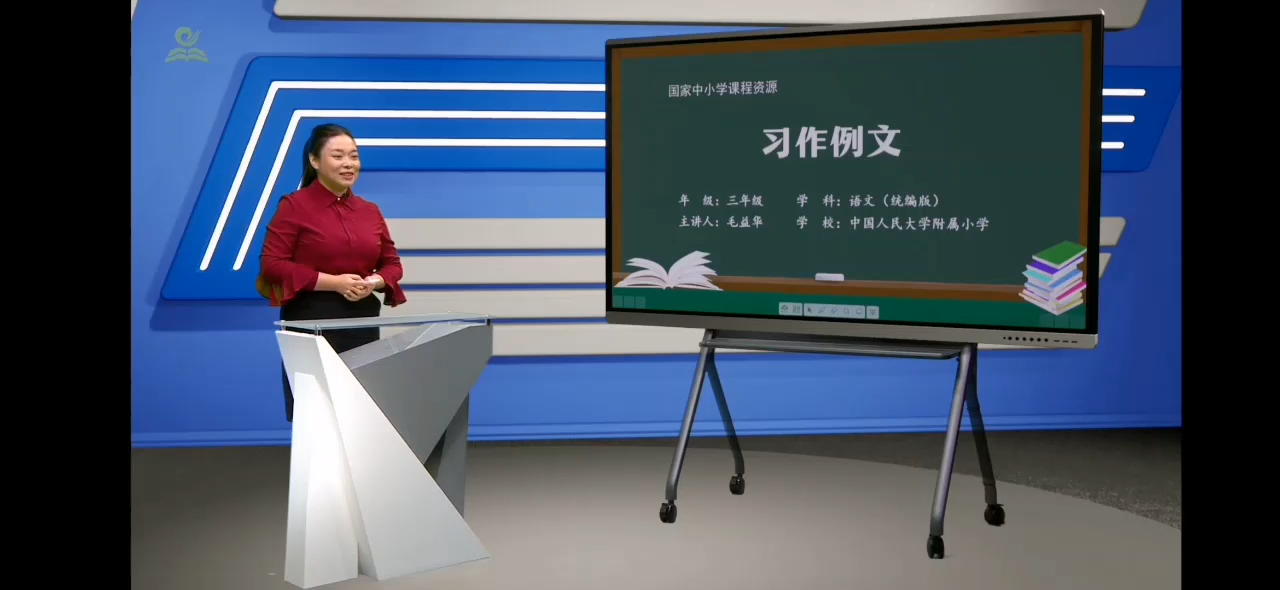 国家中小学课程资源
习作例文
年 级：三年级 学 科：语文（统编版）
主讲人：毛益华 学 校：中国人民大学附属小学